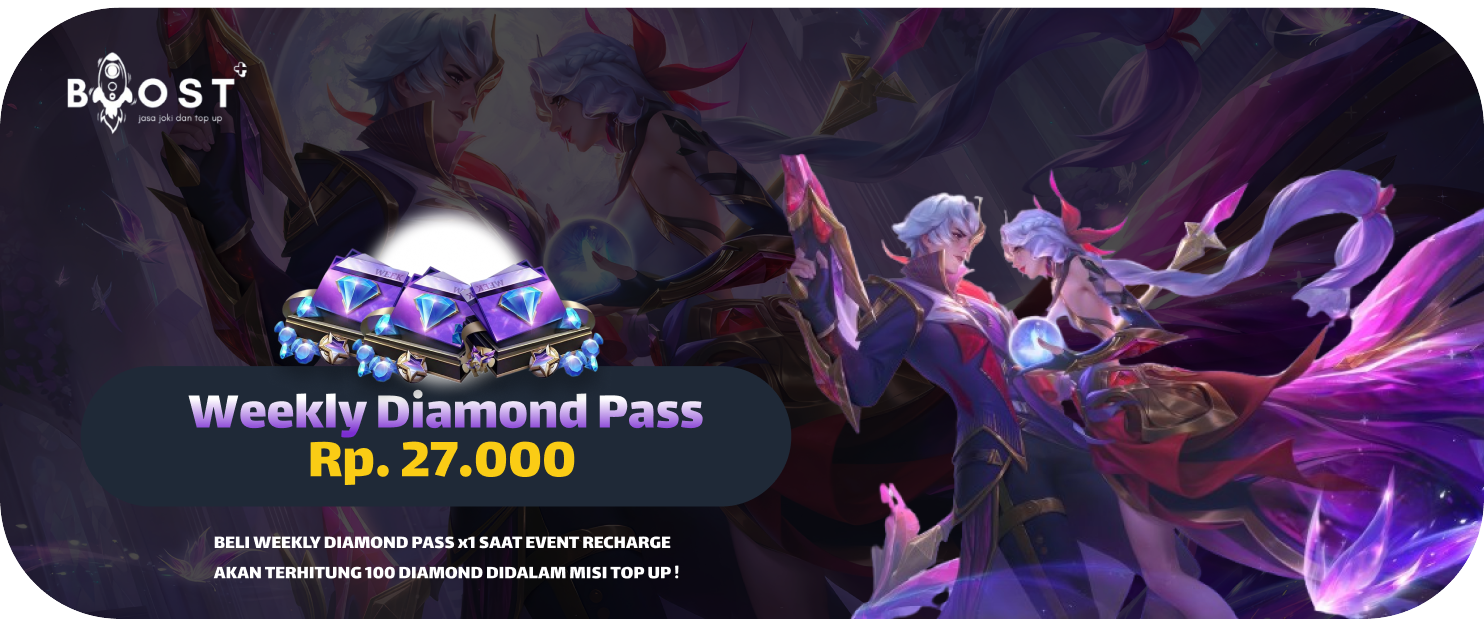 BOOST+
jasa joki dan top up
Weekly Diamond Pass
Rp. 27.000
BELI WEEKLY DIAMOND PASS x1 SAAT EVENT RECHARGE
AKAN TERHITUNG 100 DIAMOND DIDALAM MISI TOP UP !